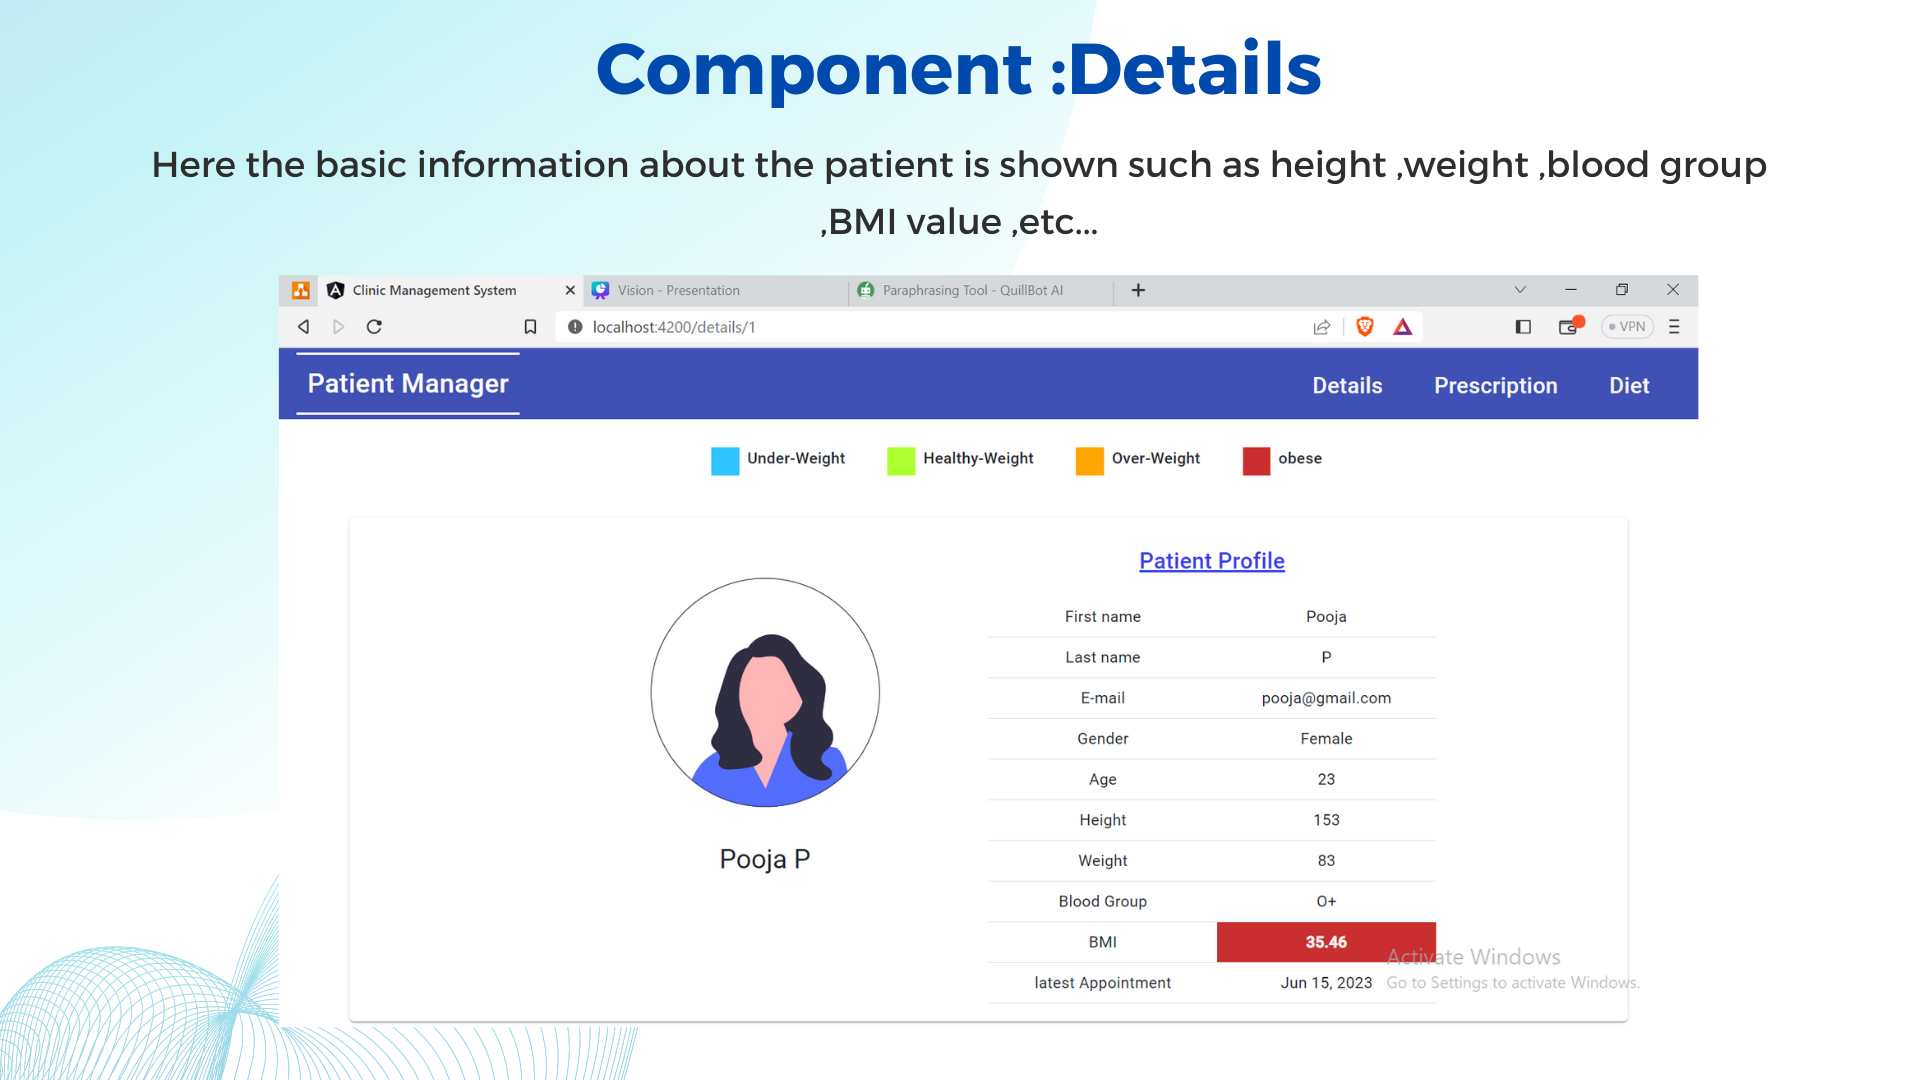 Component :Details
Here the basic information about the patient is shown such as height ,weight ,blood group
,BMI value ,etc...
Clinic Management System
Vision - Presentation
Paraphrasing Tool - QuillBot AI
localhost:4200/details/1
VPN
Patient Manager
Details Prescription Diet
Under-Weight Healthy-Weight Over-Weight obese
Patient Profile
First name Pooja
Last name P
E-mail pooja@gmail.com
Gender Female
Age 23
Height 153
Weight 83
Blood Group O+
BMI 35.46
latest Appointment Jun 15, 2023
Pooja P
Activate Windows
Go to Settings to activate Windows.